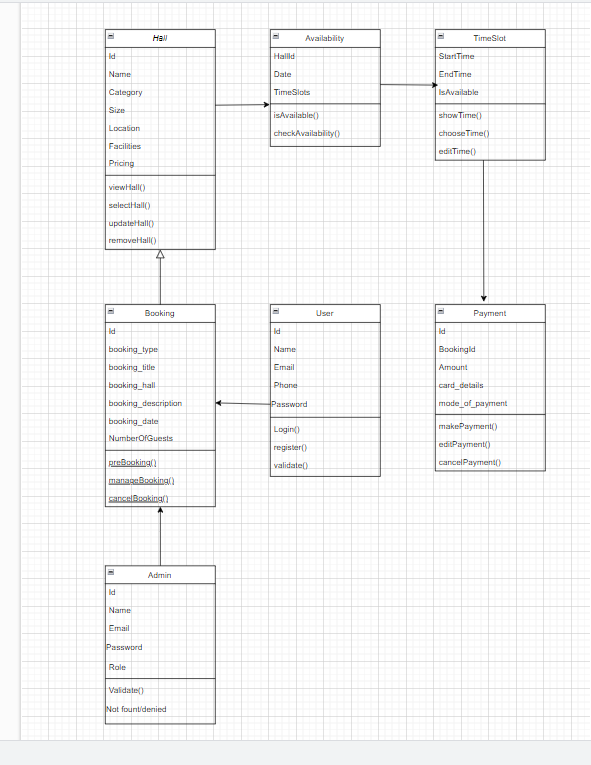 Hall
Id
Name
Category
Size
Location
Facilities
Pricing
viewHall()
selectHall()
updateHall()
removeHall()
Availability
HallId
Date
TimeSlots
isAvailable()
checkAvailability()
TimeSlot
StartTime
EndTime
IsAvailable
showTime()
chooseTime()
editTime()
Booking
Id
booking_type
booking_title
booking_hall
booking_description
booking_date
NumberOfGuests
preBooking()
manageBooking()
cancelBooking()
User
Id
Name
Email
Phone
Password
Login()
register()
validate()
Payment
Id
BookingId
Amount
card_details
mode_of_payment
makePayment()
editPayment()
cancelPayment()
Admin
Id
Name
Email
Password
Role
Validate()
Not fount/denied